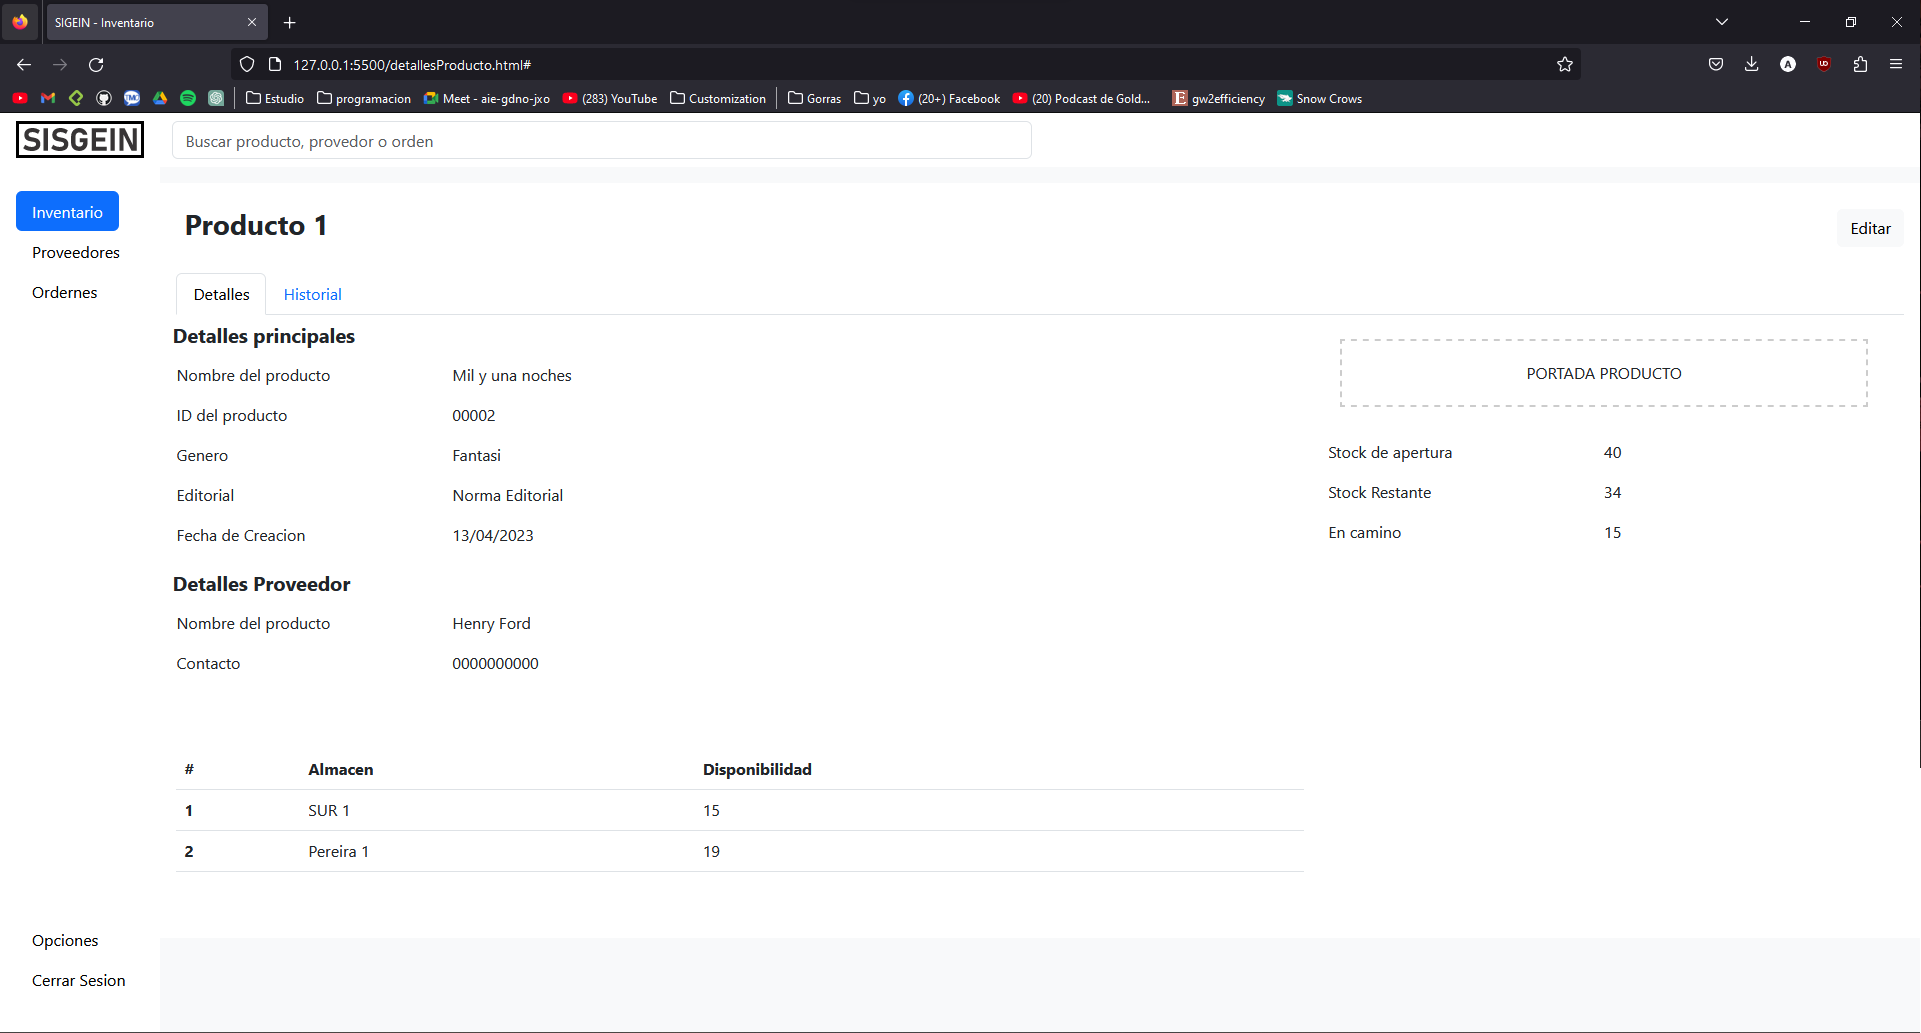 SIGEIN - Inventario
127.0.0.1:5500/detallesProducto.html#
Estudio programacion Meet - aie-gdno-jxo (283) YouTube Customization Gorras yo (20+) Facebook (20) Podcast de Gold... gw2efficiency Snow Crows
SISGEIN
Buscar producto, provedor o orden
Inventario
Proveedores
Ordernes
Producto 1
Editar
Detalles Historial
Detalles principales
Nombre del producto Mil y una noches
ID del producto 00002
Genero Fantasi
Editorial Norma Editorial
Fecha de Creacion 13/04/2023
PORTADA PRODUCTO
Stock de apertura 40
Stock Restante 34
En camino 15
Detalles Proveedor
Nombre del producto Henry Ford
Contacto 0000000000
# Almacen Disponibilidad
1 SUR 1 15
2 Pereira 1 19
Opciones
Cerrar Sesion